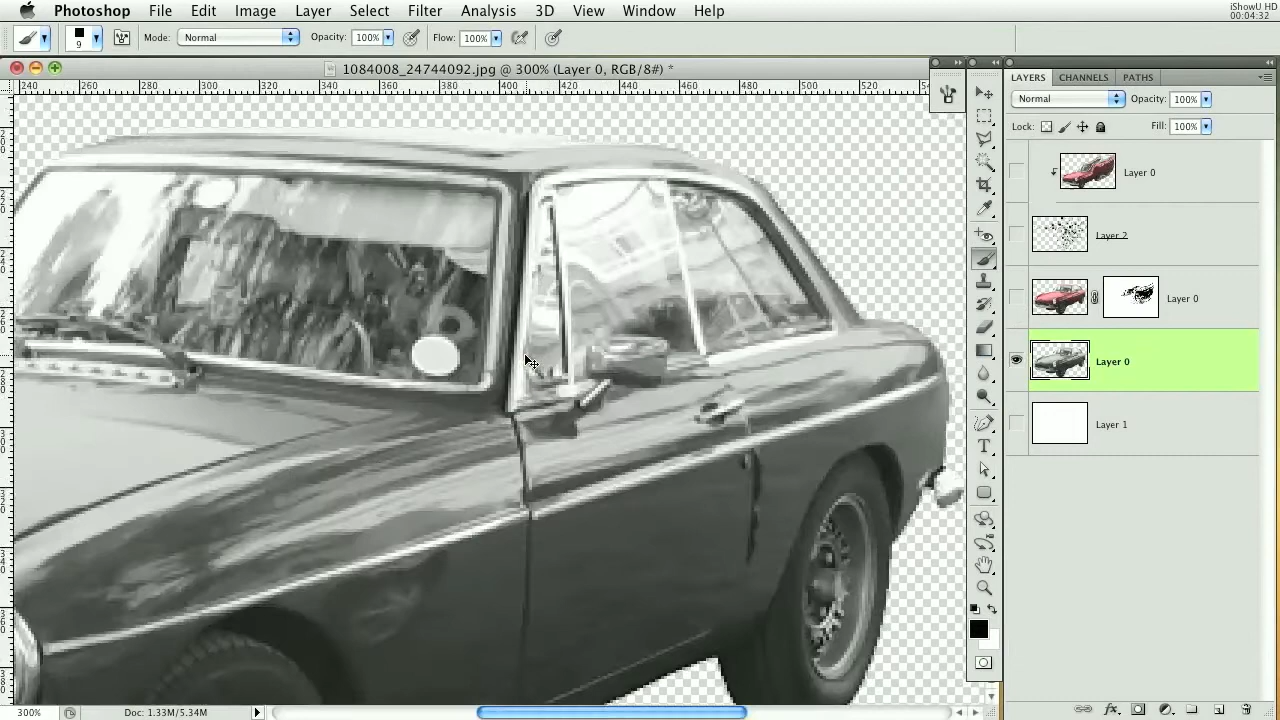 Photoshop File Edit Image Layer Select Filter Analysis 3D View Window Help
iShowU HD
00:04:32
9 Mode: Normal Opacity: 100% Flow: 100%
1084008_24744092.jpg @ 300% (Layer 0, RGB/8#) *
240 260 280 300 320 340 360 380 400 420 440 460 480 500 520
LAYERS CHANNELS PATHS
Normal Opacity: 100%
Lock: Fill: 100%
Layer 0
Layer 2
Layer 0
Layer 0
Layer 1
300% Doc: 1.33M/5.34M